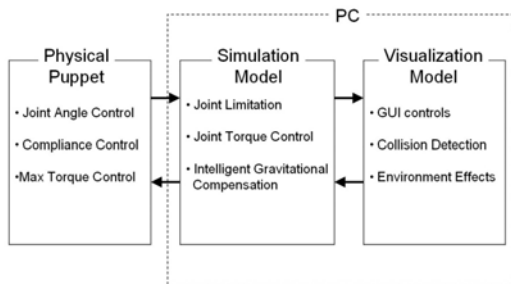 PC
Physical
Puppet
• Joint Angle Control
• Compliance Control
•Max Torque Control
Simulation
Model
• Joint Limitation
• Joint Torque Control
• Intelligent Gravitational
Compensation
Visualization
Model
• GUI controls
• Collision Detection
• Environment Effects